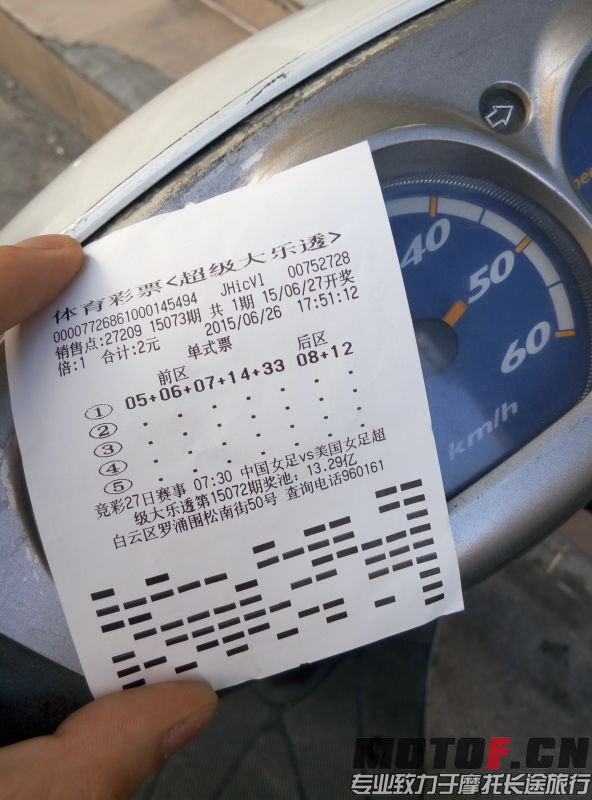 体育彩票<超级大乐透>
00007726861000145494 JHicVl 00752728
销售点:27209 15073期 共1期 15/06/27开奖
倍:1 合计:2元 2015/06/26 17:51:12
单式票
前区 后区
① 05+06+07+14+33 08+12
②
③
④
⑤
竞彩27日赛事 07:30 中国女足vs美国女足超
级大乐透第15072期奖池: 13.29亿
白云区罗涌围松南街50号 查询电话960161
40
50
60
km/h
MOTOF.CN
专业致力于摩托长途旅行